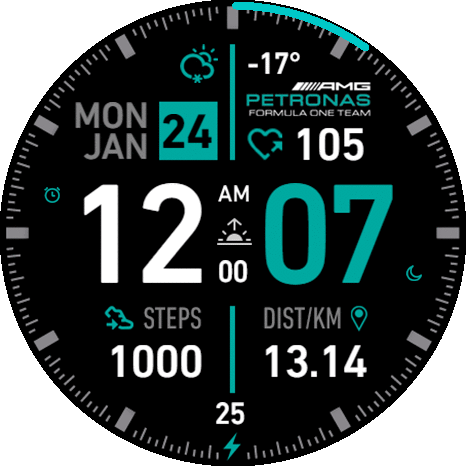 -17°
AMG
PETRONAS
FORMULA ONE TEAM
MON
JAN 24
105
12 AM 07
00
STEPS
1000
DIST/KM
13.14
25